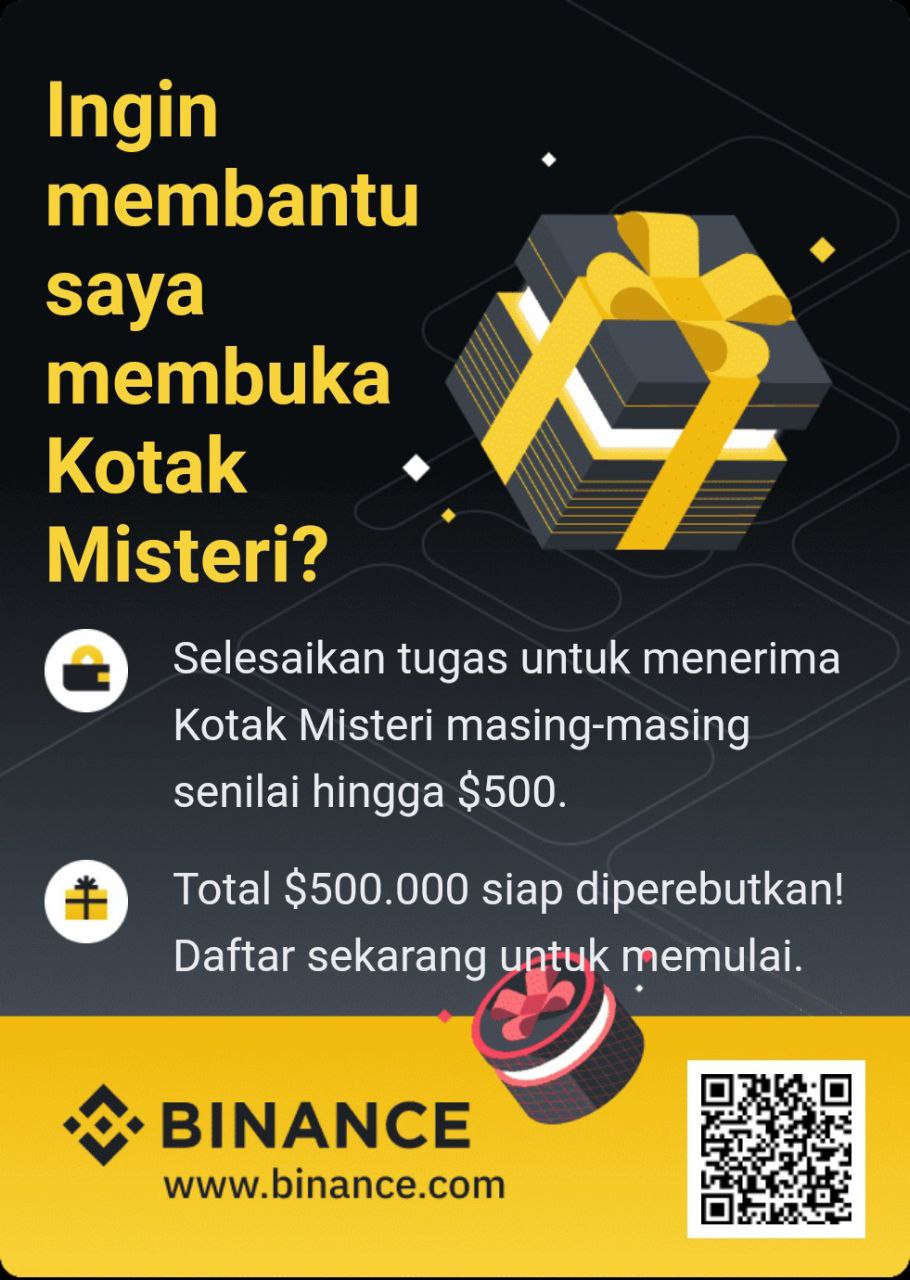 Ingin
membantu
saya
membuka
Kotak
Misteri?
Selesaikan tugas untuk menerima
Kotak Misteri masing-masing
senilai hingga $500.
Total $500.000 siap diperebutkan!
Daftar sekarang untuk memulai.
BINANCE
www.binance.com